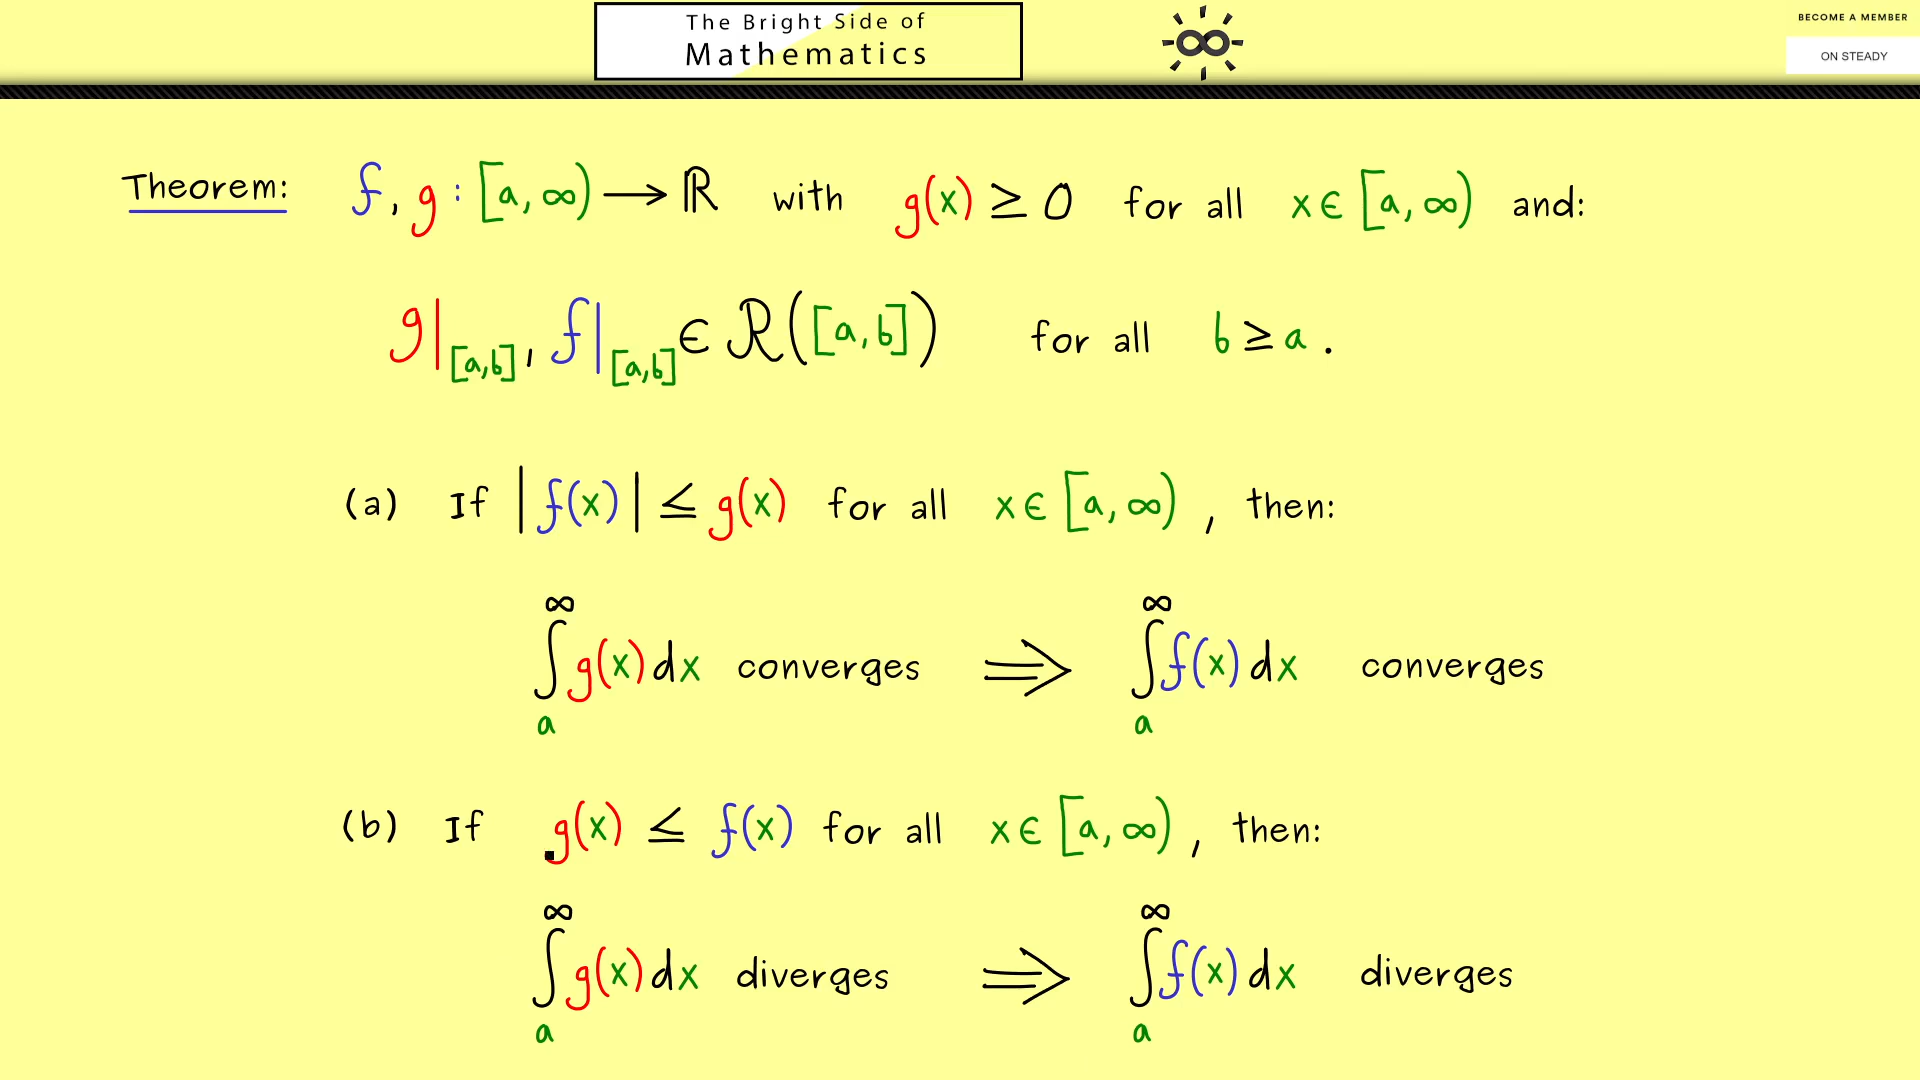 The Bright Side of
Mathematics
BECOME A MEMBER
ON STEADY
Theorem: f, g : [a, ∞) → ℝ with g(x) ≥ 0 for all x ∈ [a, ∞) and:
g|[a,b], f|[a,b] ∈ ℛ([a,b]) for all b ≥ a .
(a) If |f(x)| ≤ g(x) for all x ∈ [a, ∞) , then:
∫_a^∞ g(x) dx converges ⟹ ∫_a^∞ f(x) dx converges
(b) If g(x) ≤ f(x) for all x ∈ [a, ∞) , then:
∫_a^∞ g(x) dx diverges ⟹ ∫_a^∞ f(x) dx diverges